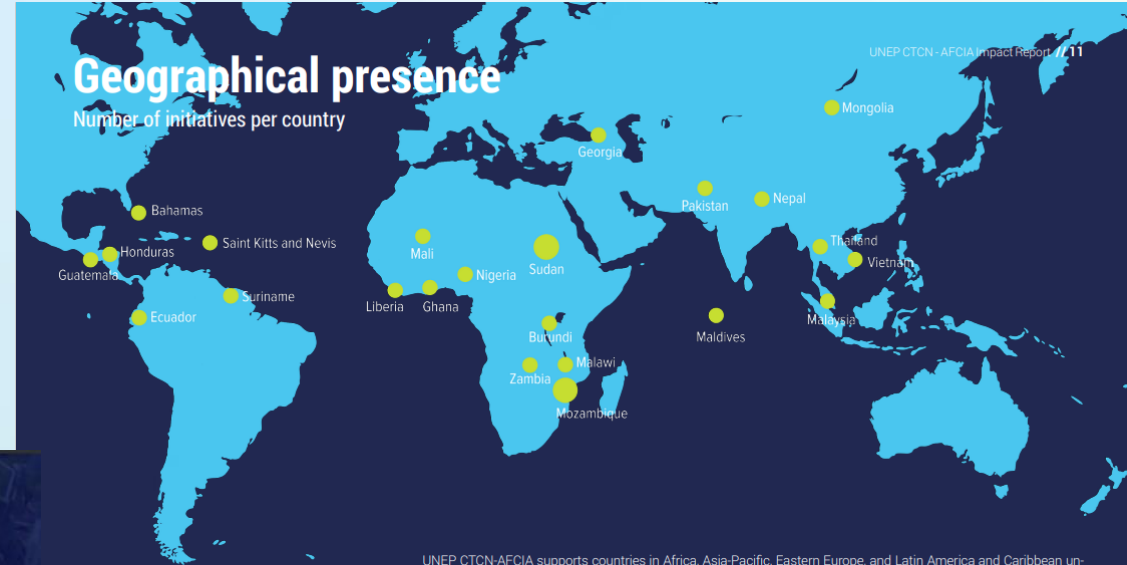 UNEP CTCN - AFCIA Impact Report // 11
Geographical presence
Number of initiatives per country
Mongolia
Georgia
Pakistan
Nepal
Bahamas
Saint Kitts and Nevis
Honduras
Guatemala
Mali
Sudan
Thailand
Vietnam
Nigeria
Suriname
Liberia
Ghana
Ecuador
Malaysia
Burundi
Maldives
Malawi
Zambia
Mozambique
UNEP CTCN-AFCIA supports countries in Africa, Asia-Pacific, Eastern Europe, and Latin America and Caribbean un-